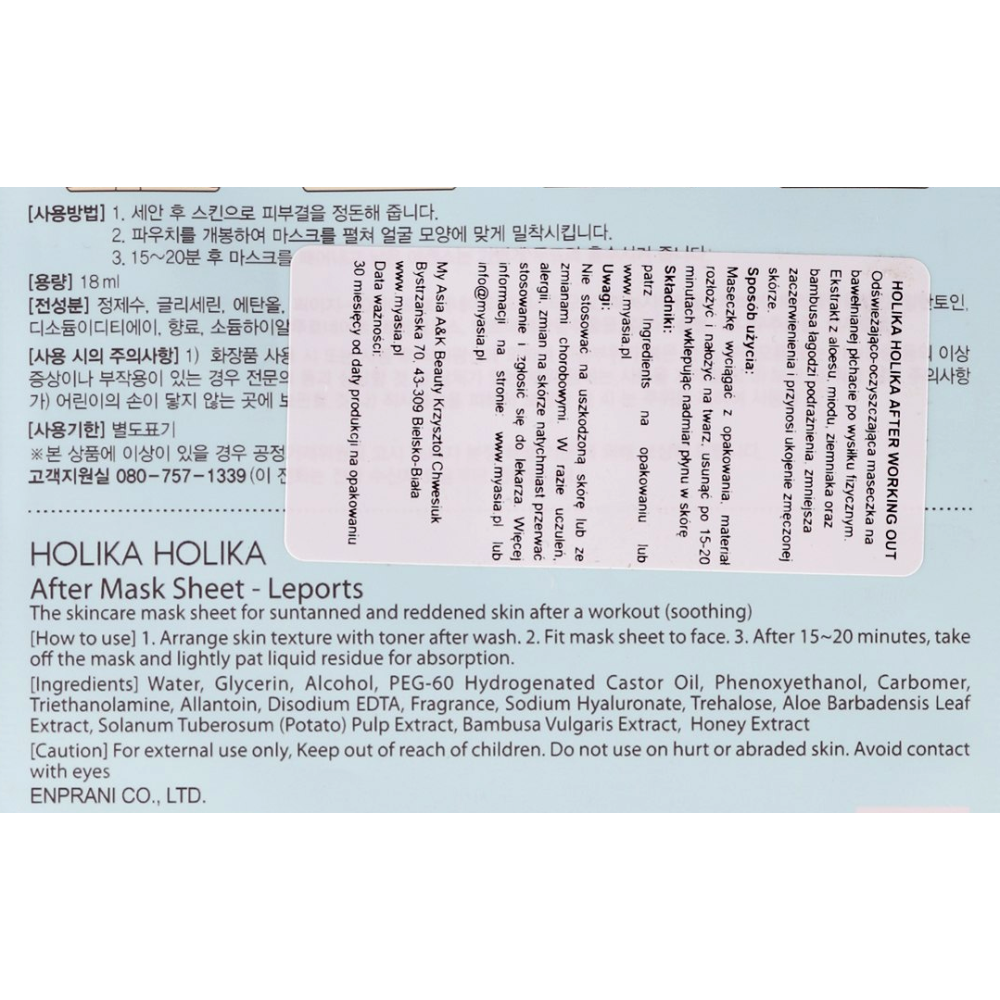 [사용방법] 1. 세안 후 스킨으로 피부결을 정돈해 줍니다.
2. 파우치를 개봉하여 마스크를 펼쳐 얼굴 모양에 맞게 밀착시킵니다.
3. 15~20분 후 마스크를
[용량] 18ml
[전성분] 정제수, 글리세린, 에탄올,
디소듐이디티에이, 향료, 소듐하이알
[사용 시의 주의사항] 1) 화장품 사용 이상
증상이나 부작용이 있는 경우 전문의
가) 어린이의 손이 닿지 않는 곳에
[사용기한] 별도표기
※본 상품에 이상이 있을 경우 공정
고객지원실 080-757-1339 (이
HOLIKA HOLIKA AFTER WORKING OUT
Odświeżająco-oczyszczająca maseczka na
bawełnianej płchacie po wysiłku fizycznym.
Ekstrakt z aloesu, miodu, ziemniaka oraz
bambusa łagodzi podrażnienia, zmniejsza
zaczerwienienia i przynosi ukojenie zmęczonej
skórze.
Sposób użycia:
Maseczkę wyciągać z opakowania, materiał
rozłożyć i nałożyć na twarz, usunąć po 15-20
minutach wklepując nadmiar płynu w skórę
Składniki:
patrz Ingredients na opakowaniu lub
www.myasia.pl
Uwagi:
Nie stosować na uszkodzoną skórę lub ze
zmianami chorobowymi. W razie uczuleń,
alergii, zmian na skórze natychmiast przerwać
stosowanie i zgłosić się do lekarza. Więcej
informacji na stronie: www.myasia.pl lub
info@myasia.pl
My Asia A&K Beauty Krzysztof Chwesiuk
Bystrzańska 70, 43-309 Bielsko-Biała
www.myasia.pl
Data ważności:
30 miesięcy od daty produkcji na opakowaniu
HOLIKA HOLIKA
After Mask Sheet - Leports
The skincare mask sheet for suntanned and reddened skin after a workout (soothing)
[How to use] 1. Arrange skin texture with toner after wash. 2. Fit mask sheet to face. 3. After 15~20 minutes, take
off the mask and lightly pat liquid residue for absorption.
[Ingredients] Water, Glycerin, Alcohol, PEG-60 Hydrogenated Castor Oil, Phenoxyethanol, Carbomer,
Triethanolamine, Allantoin, Disodium EDTA, Fragrance, Sodium Hyaluronate, Trehalose, Aloe Barbadensis Leaf
Extract, Solanum Tuberosum (Potato) Pulp Extract, Bambusa Vulgaris Extract, Honey Extract
[Caution] For external use only, Keep out of reach of children. Do not use on hurt or abraded skin. Avoid contact
with eyes
ENPRANI CO., LTD.